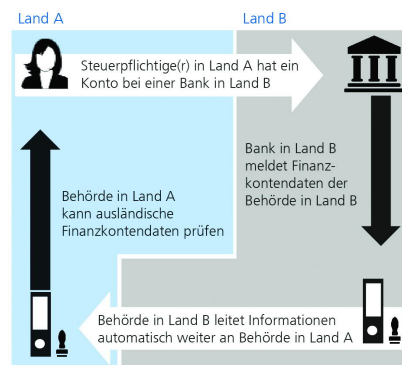 Land A
Land B
Steuerpflichtige(r) in Land A hat ein
Konto bei einer Bank in Land B
Bank in Land B
meldet Finanz-
kontendaten der
Behörde in Land B
Behörde in Land A
kann ausländische
Finanzkontendaten prüfen
Behörde in Land B leitet Informationen
automatisch weiter an Behörde in Land A